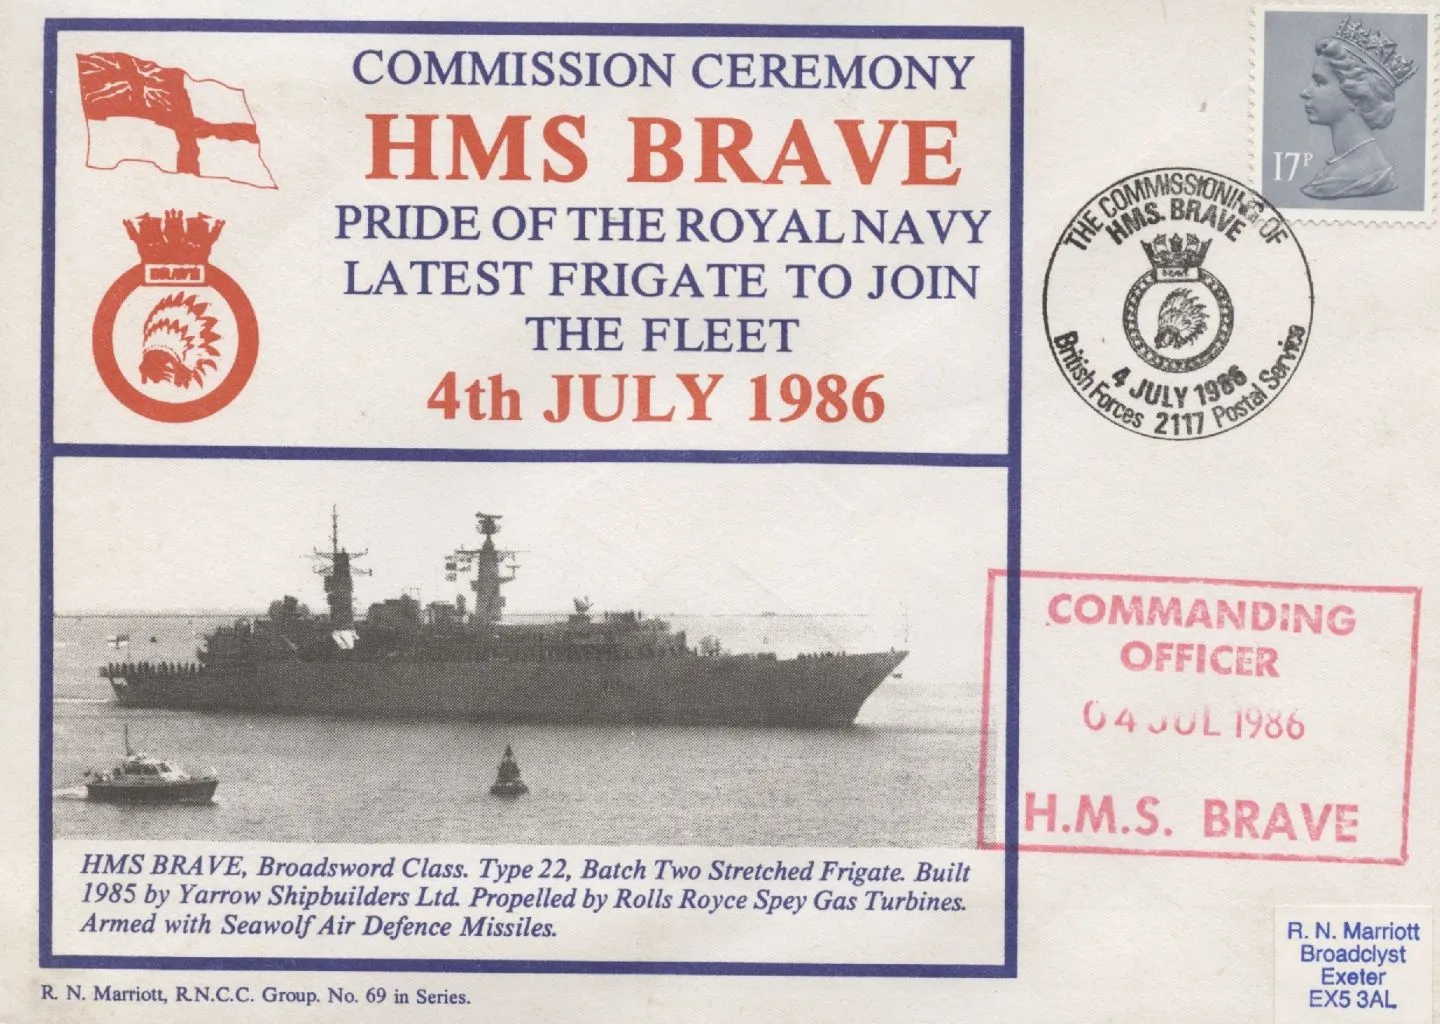 COMMISSION CEREMONY
HMS BRAVE
PRIDE OF THE ROYAL NAVY
LATEST FRIGATE TO JOIN
THE FLEET
4th JULY 1986
BRAVE
17P
THE COMMISSIONING OF
HMS. BRAVE
BRAVE
4 JULY 1986
British Forces 2117 Postal Service
COMMANDING
OFFICER
04 JUL 1986
H.M.S. BRAVE
HMS BRAVE, Broadsword Class. Type 22, Batch Two Stretched Frigate. Built
1985 by Yarrow Shipbuilders Ltd. Propelled by Rolls Royce Spey Gas Turbines.
Armed with Seawolf Air Defence Missiles.
R. N. Marriott, R.N.C.C. Group. No. 69 in Series.
R. N. Marriott
Broadclyst
Exeter
EX5 3AL